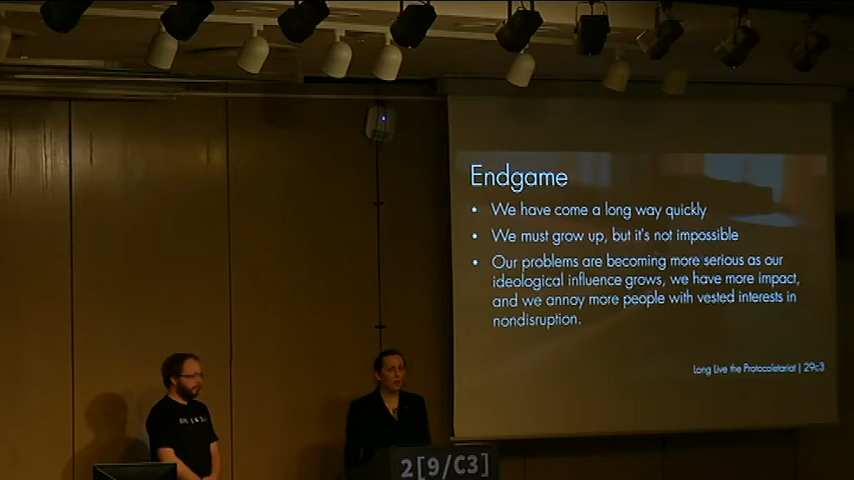 Endgame
• We have come a long way quickly
• We must grow up, but it's not impossible
• Our problems are becoming more serious as our
ideological influence grows, we have more impact,
and we annoy more people with vested interests in
nondisruption.
Long Live the Protocoletariat | 29c3
2[9/C3]